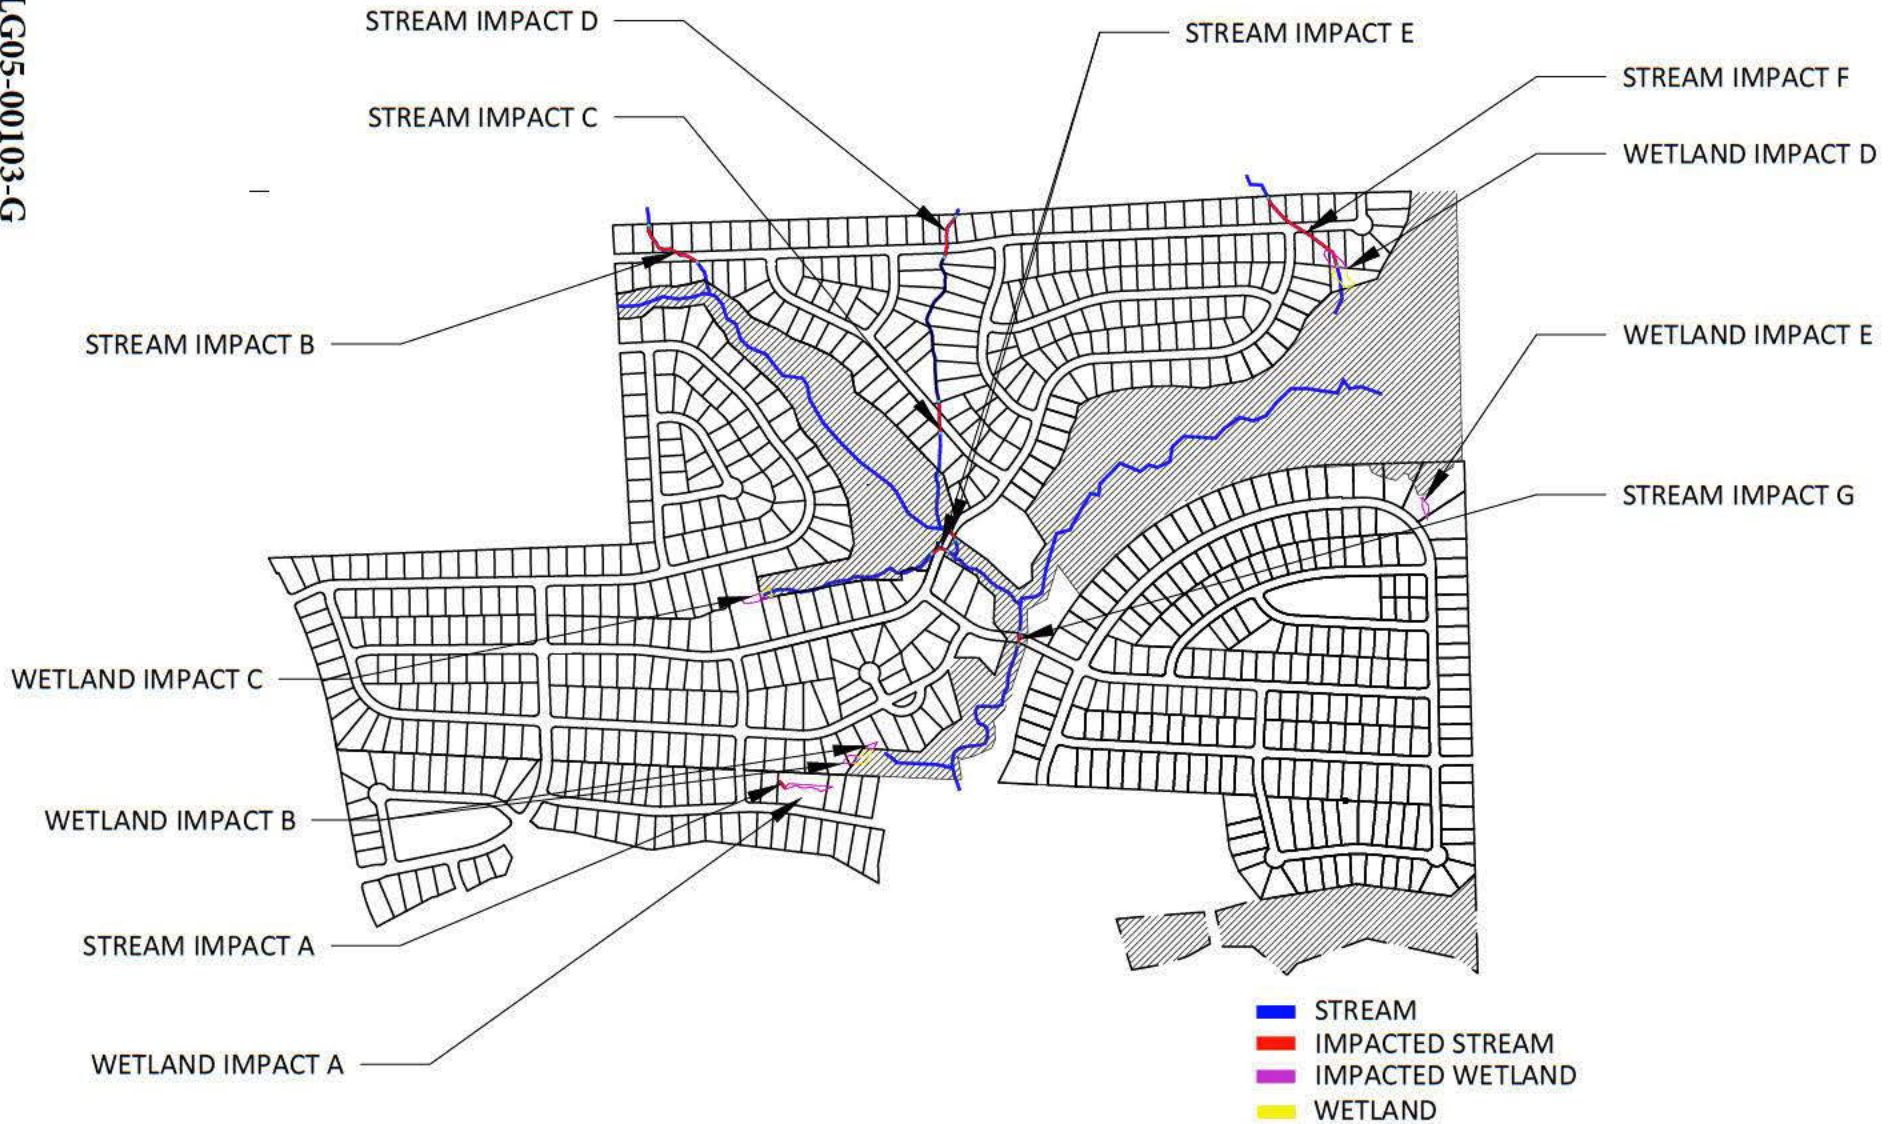 LG05-00103-G
STREAM IMPACT D
STREAM IMPACT E
STREAM IMPACT F
STREAM IMPACT C
WETLAND IMPACT D
STREAM IMPACT B
WETLAND IMPACT E
STREAM IMPACT G
WETLAND IMPACT C
WETLAND IMPACT B
STREAM IMPACT A
WETLAND IMPACT A
STREAM
IMPACTED STREAM
IMPACTED WETLAND
WETLAND